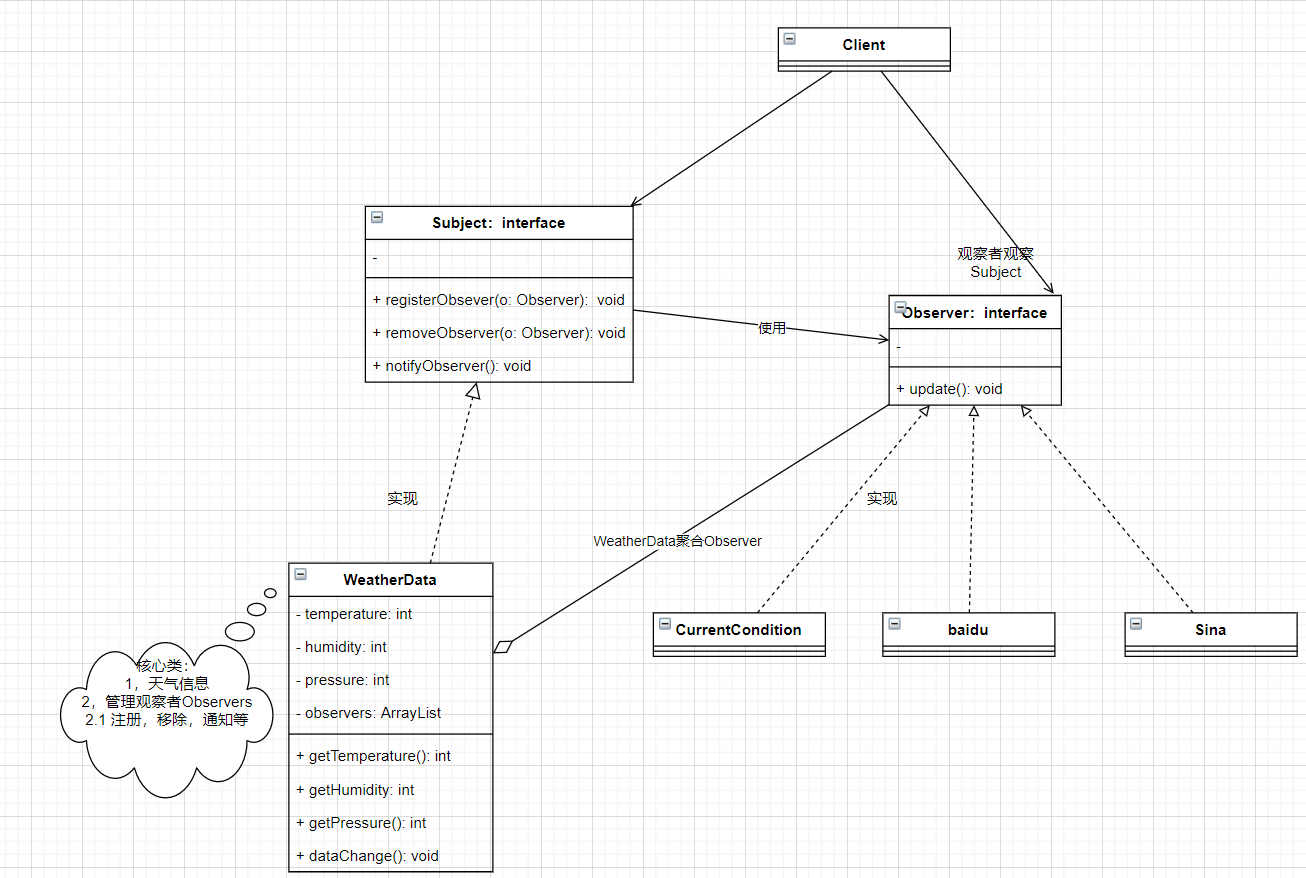 Client
观察者观察
Subject
Subject：interface
-
+ registerObsever(o: Observer)： void
+ removeObserver(o: Observer): void
+ notifyObserver(): void
使用
Observer：interface
-
+ update(): void
实现
实现
WeatherData聚合Observer
WeatherData
- temperature: int
- humidity: int
- pressure: int
- observers: ArrayList
+ getTemperature(): int
+ getHumidity: int
+ getPressure(): int
+ dataChange(): void
核心类：
1，天气信息
2，管理观察者Observers
2.1 注册，移除，通知等
CurrentCondition
baidu
Sina